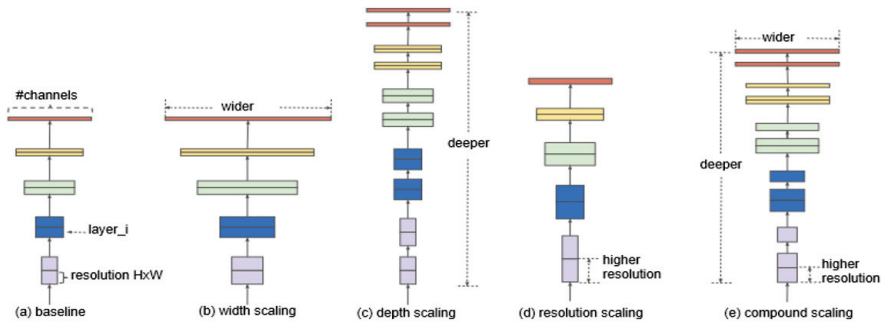 #channels
layer_i
resolution HxW
(a) baseline
wider
(b) width scaling
deeper
(c) depth scaling
higher
resolution
(d) resolution scaling
wider
deeper
higher
resolution
(e) compound scaling